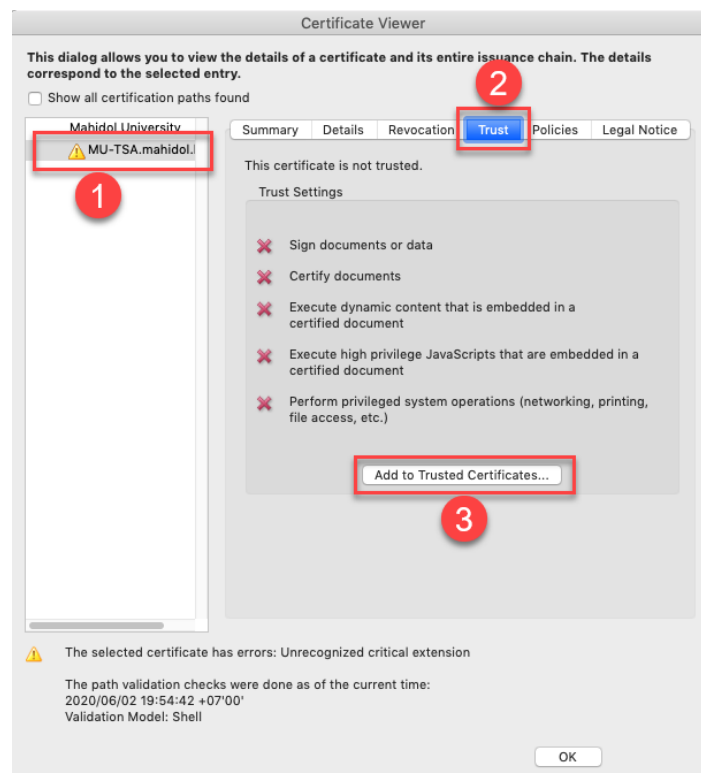 Certificate Viewer
This dialog allows you to view the details of a certificate and its entire issuance chain. The details
correspond to the selected entry.
Show all certification paths found
2
Mahidol University
MU-TSA.mahidol.
1
Summary Details Revocation Trust Policies Legal Notice
This certificate is not trusted.
Trust Settings
Sign documents or data
Certify documents
Execute dynamic content that is embedded in a
certified document
Execute high privilege JavaScripts that are embedded in a
certified document
Perform privileged system operations (networking, printing,
file access, etc.)
Add to Trusted Certificates...
3
The selected certificate has errors: Unrecognized critical extension
The path validation checks were done as of the current time:
2020/06/02 19:54:42 +07'00'
Validation Model: Shell
OK